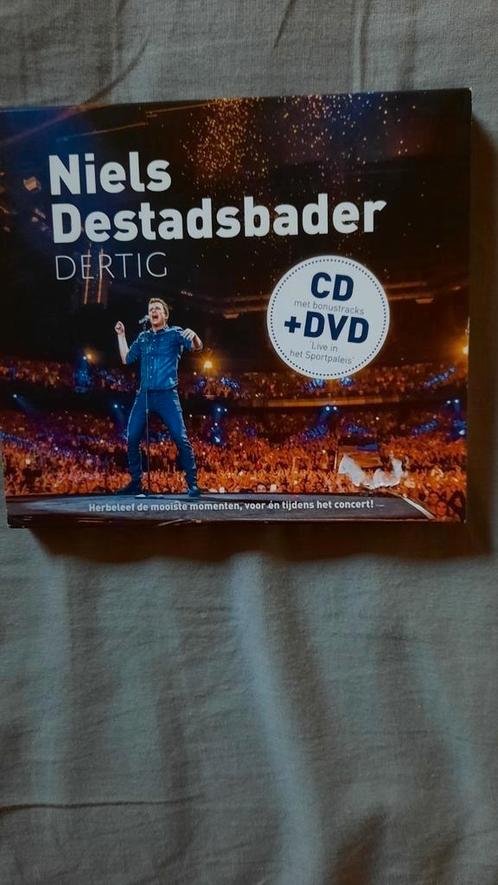 Niels
Destadsbader
DERTIG
CD
met bonustracks
+DVD
'Live in
het Sportpaleis'
Herbeleef de mooiste momenten, voor én tijdens het concert!